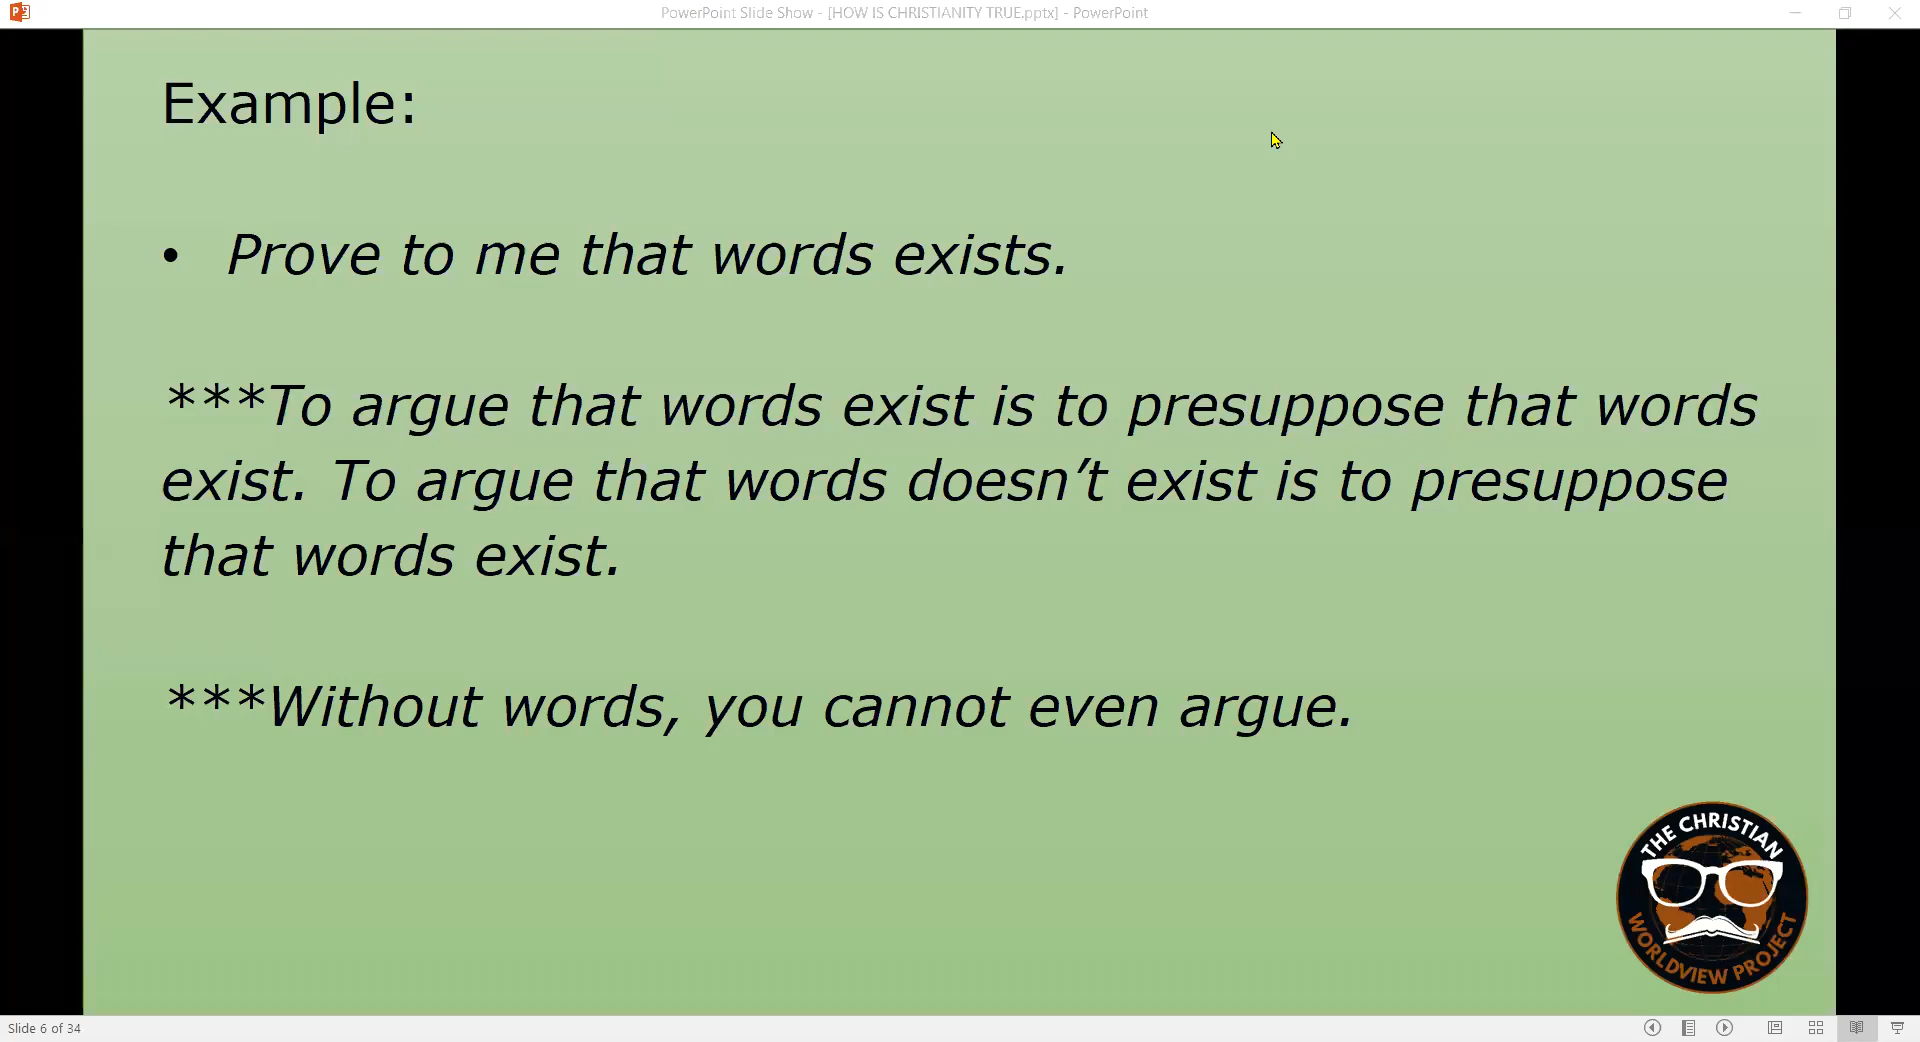 PowerPoint Slide Show - [HOW IS CHRISTIANITY TRUE.pptx] - PowerPoint
Example:
• Prove to me that words exists.
***To argue that words exist is to presuppose that words
exist. To argue that words doesn’t exist is to presuppose
that words exist.
***Without words, you cannot even argue.
THE CHRISTIAN
WORLDVIEW PROJECT
Slide 6 of 34